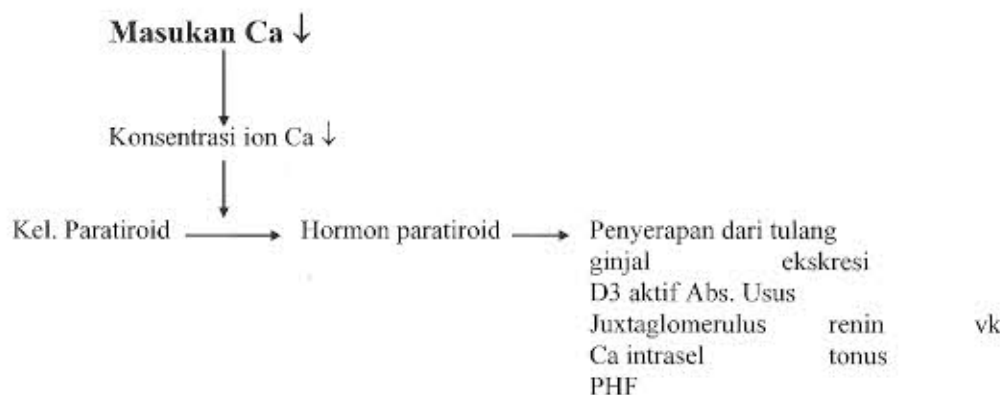 Masukan Ca ↓
Konsentrasi ion Ca ↓
Kel. Paratiroid → Hormon paratiroid → Penyerapan dari tulang
ginjal ekskresi
D3 aktif Abs. Usus
Juxtaglomerulus renin vk
Ca intrasel tonus
PHF